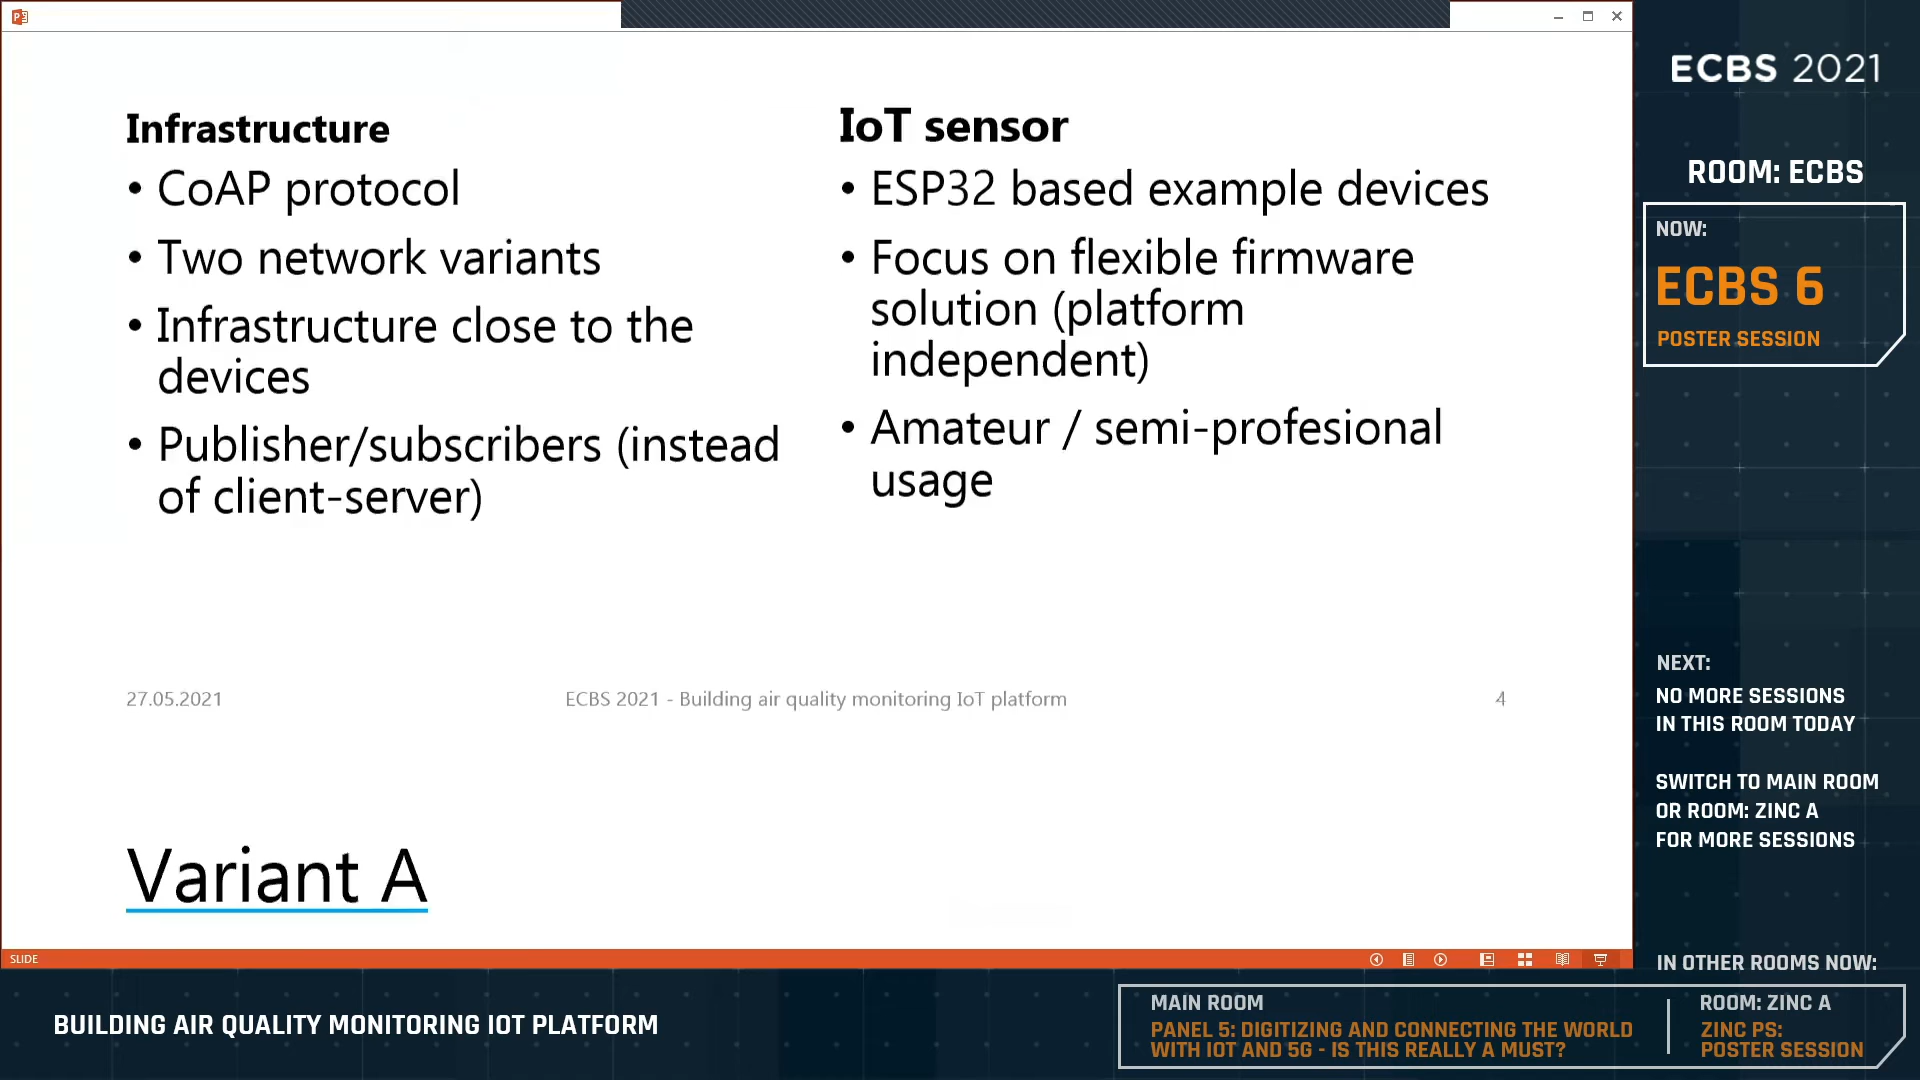 Infrastructure
• CoAP protocol
• Two network variants
• Infrastructure close to the
devices
• Publisher/subscribers (instead
of client-server)
IoT sensor
• ESP32 based example devices
• Focus on flexible firmware
solution (platform
independent)
• Amateur / semi-profesional
usage
27.05.2021
ECBS 2021 - Building air quality monitoring IoT platform
4
Variant A
SLIDE
ECBS 2021
ROOM: ECBS
NOW:
ECBS 6
POSTER SESSION
NEXT:
NO MORE SESSIONS
IN THIS ROOM TODAY
SWITCH TO MAIN ROOM
OR ROOM: ZINC A
FOR MORE SESSIONS
IN OTHER ROOMS NOW:
BUILDING AIR QUALITY MONITORING IOT PLATFORM
MAIN ROOM
PANEL 5: DIGITIZING AND CONNECTING THE WORLD
WITH IOT AND 5G - IS THIS REALLY A MUST?
ROOM: ZINC A
ZINC PS:
POSTER SESSION